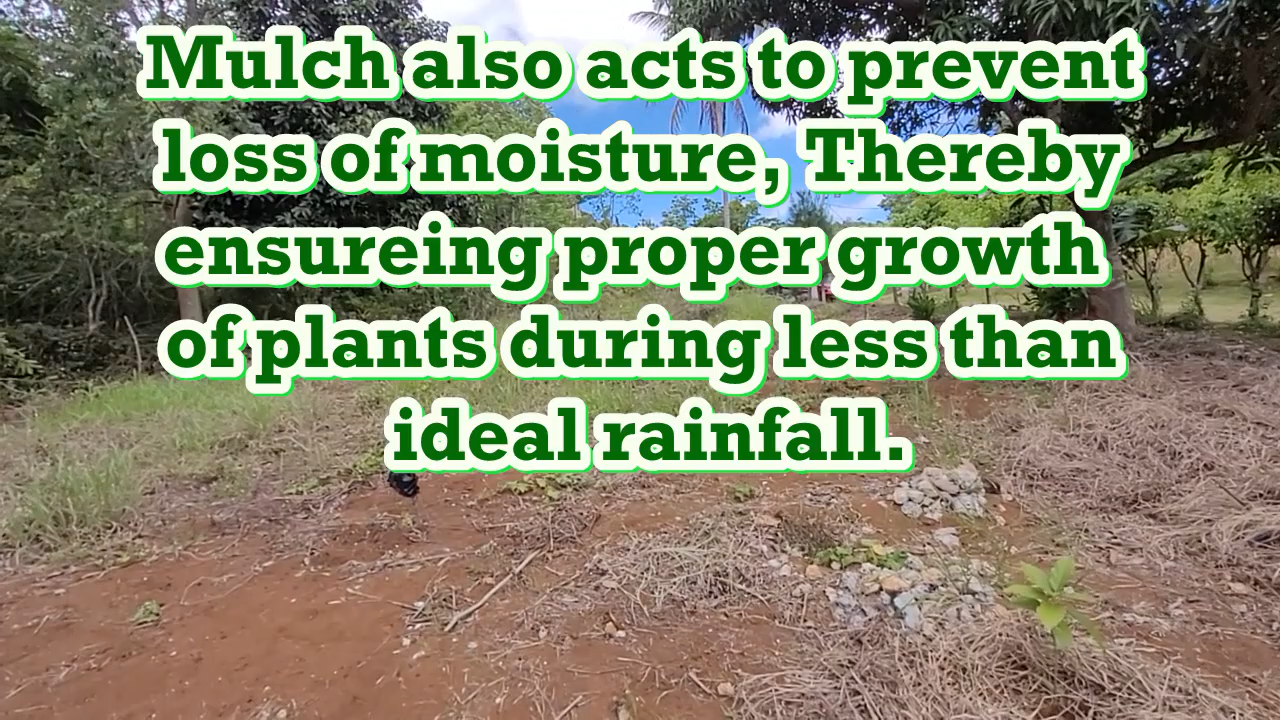 Mulch also acts to prevent
loss of moisture, Thereby
ensureing proper growth
of plants during less than
ideal rainfall.